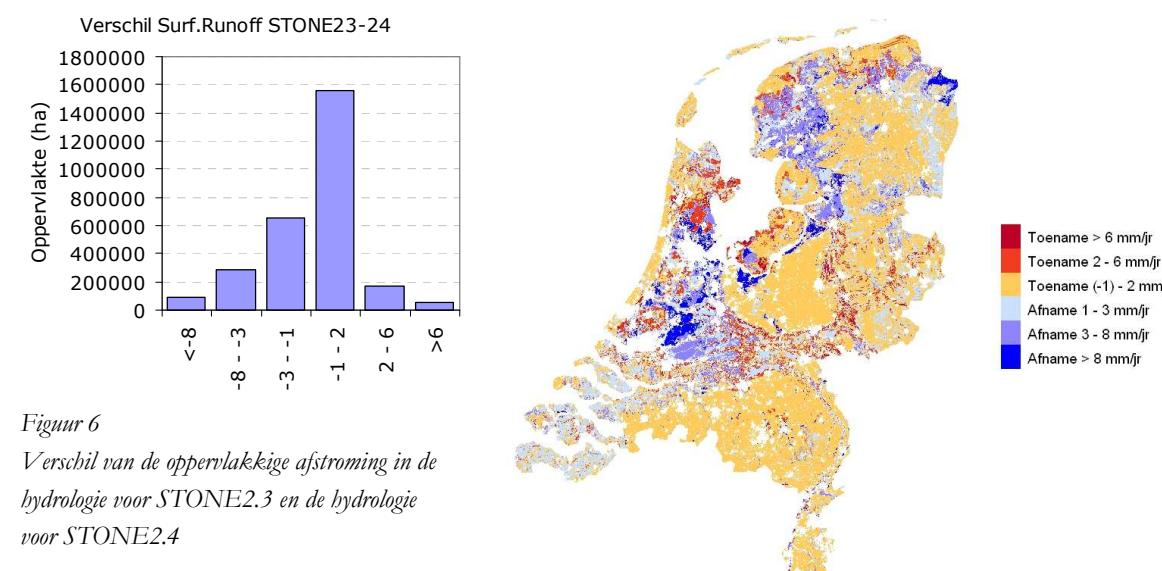 Verschil Surf.Runoff STONE23-24
Oppervlakte (ha)
1800000
1600000
1400000
1200000
1000000
800000
600000
400000
200000
0
<-8
-8 - -3
-3 - -1
-1 - 2
2 - 6
>6
Figuur 6
Verschil van de oppervlakkige afstroming in de
hydrologie voor STONE2.3 en de hydrologie
voor STONE2.4
Toename > 6 mm/jr
Toename 2 - 6 mm/jr
Toename (-1) - 2 mm
Afname 1 - 3 mm/jr
Afname 3 - 8 mm/jr
Afname > 8 mm/jr